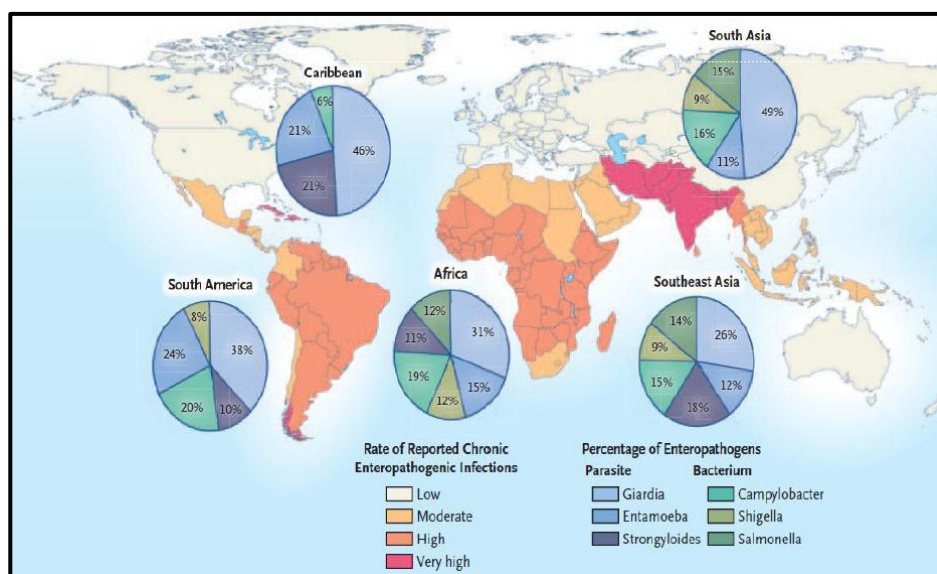 South Asia
15%
9%
49%
16%
11%
Caribbean
6%
21%
46%
21%
South America
8%
24%
38%
20%
10%
Africa
12%
11%
31%
19%
15%
12%
Southeast Asia
14%
26%
9%
15%
12%
18%
Rate of Reported Chronic
Enteropathogenic Infections
Low
Moderate
High
Very high
Percentage of Enteropathogens
Parasite Bacterium
Giardia Campylobacter
Entamoeba Shigella
Strongyloides Salmonella